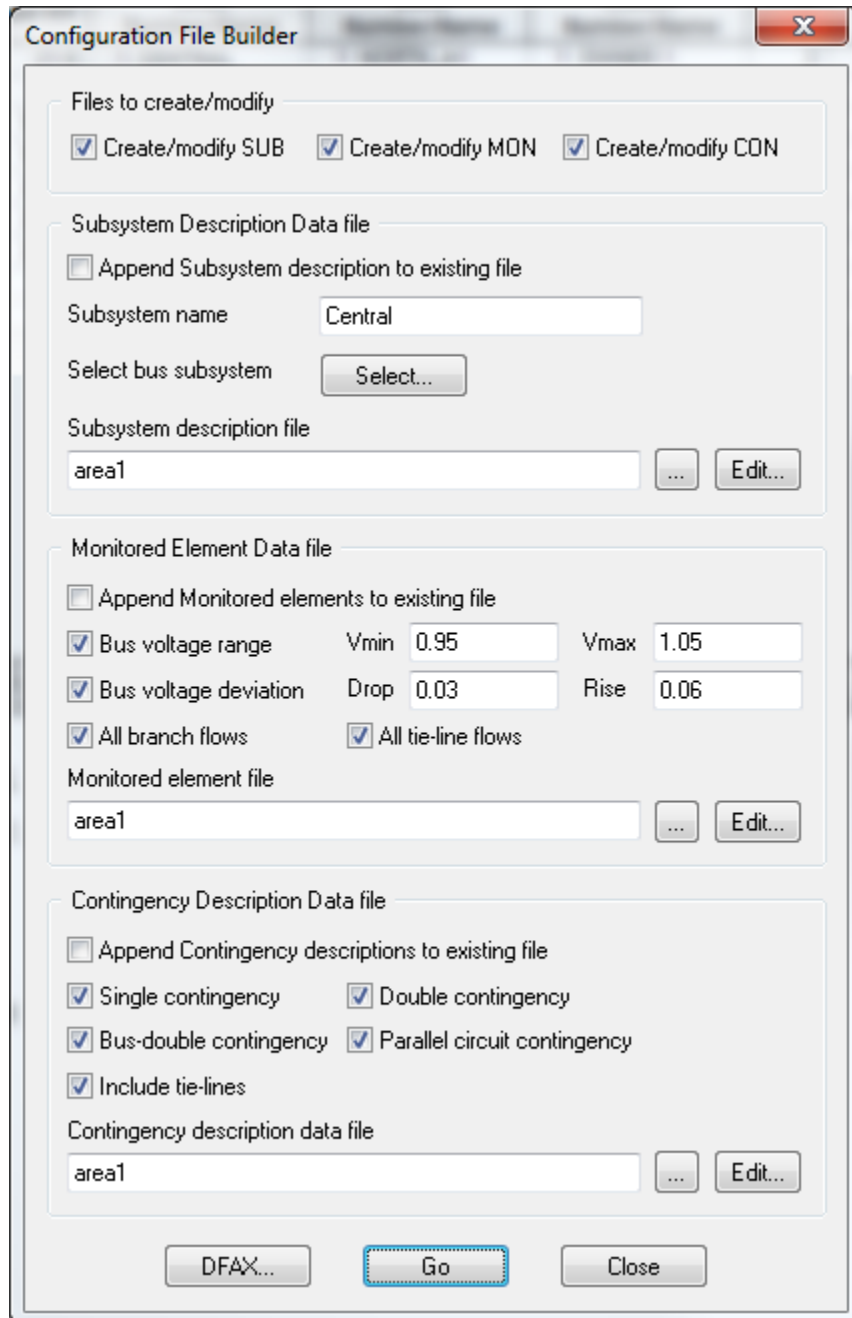 Configuration File Builder
Files to create/modify
Create/modify SUB Create/modify MON Create/modify CON
Subsystem Description Data file
Append Subsystem description to existing file
Subsystem name Central
Select bus subsystem Select...
Subsystem description file
area1 ... Edit...
Monitored Element Data file
Append Monitored elements to existing file
Bus voltage range Vmin 0.95 Vmax 1.05
Bus voltage deviation Drop 0.03 Rise 0.06
All branch flows All tie-line flows
Monitored element file
area1 ... Edit...
Contingency Description Data file
Append Contingency descriptions to existing file
Single contingency Double contingency
Bus-double contingency Parallel circuit contingency
Include tie-lines
Contingency description data file
area1 ... Edit...
DFAX... Go Close